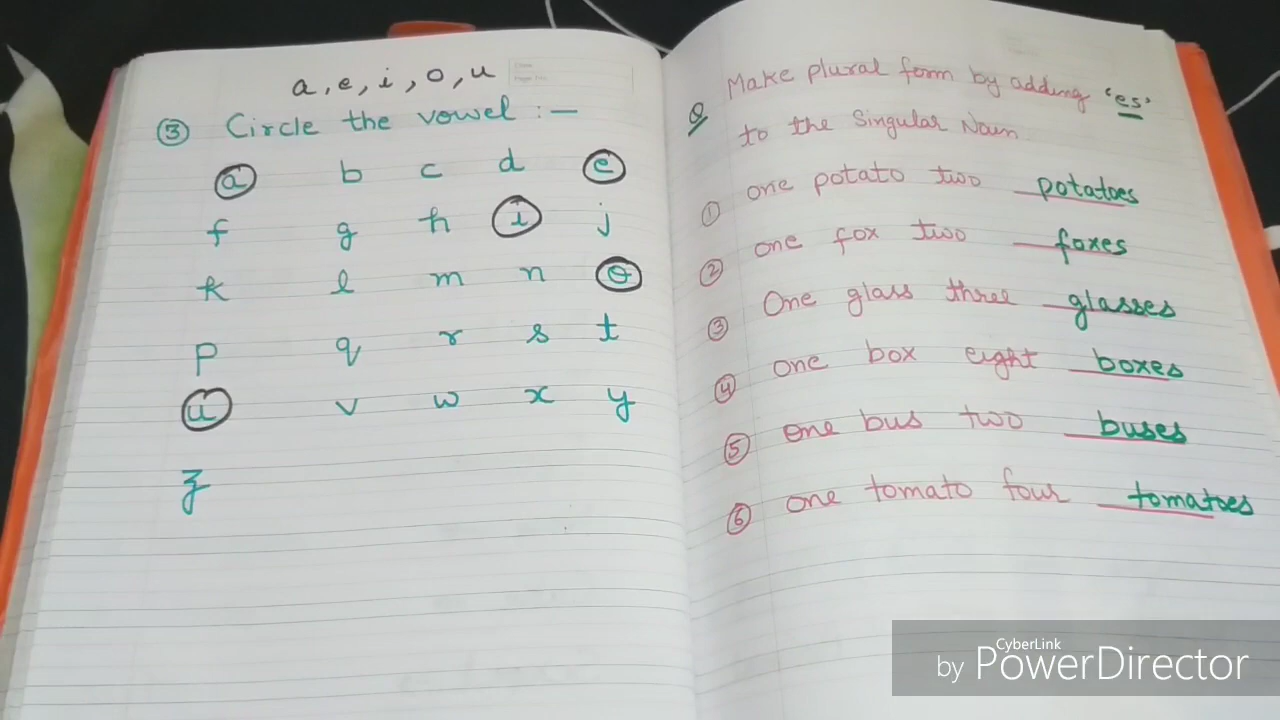 a, e, i, o, u
③ Circle the vowel :—
a b c d e
f g h i j
k l m n o
p q r s t
u v w x y
z
Q Make plural form by adding 'es'
to the Singular Noun
① one potato two potatoes
② one fox two foxes
③ One glass three glasses
④ one box eight boxes
⑤ one bus two buses
⑥ one tomato four tomatoes
CyberLink
by PowerDirector